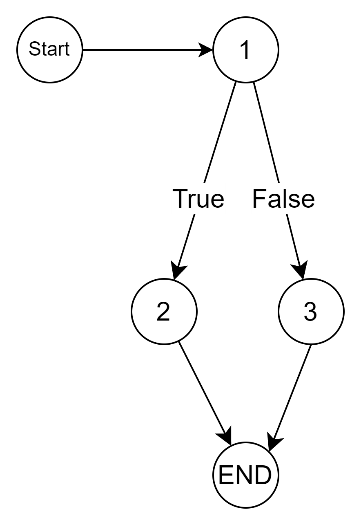 Start
1
True
False
2
3
END